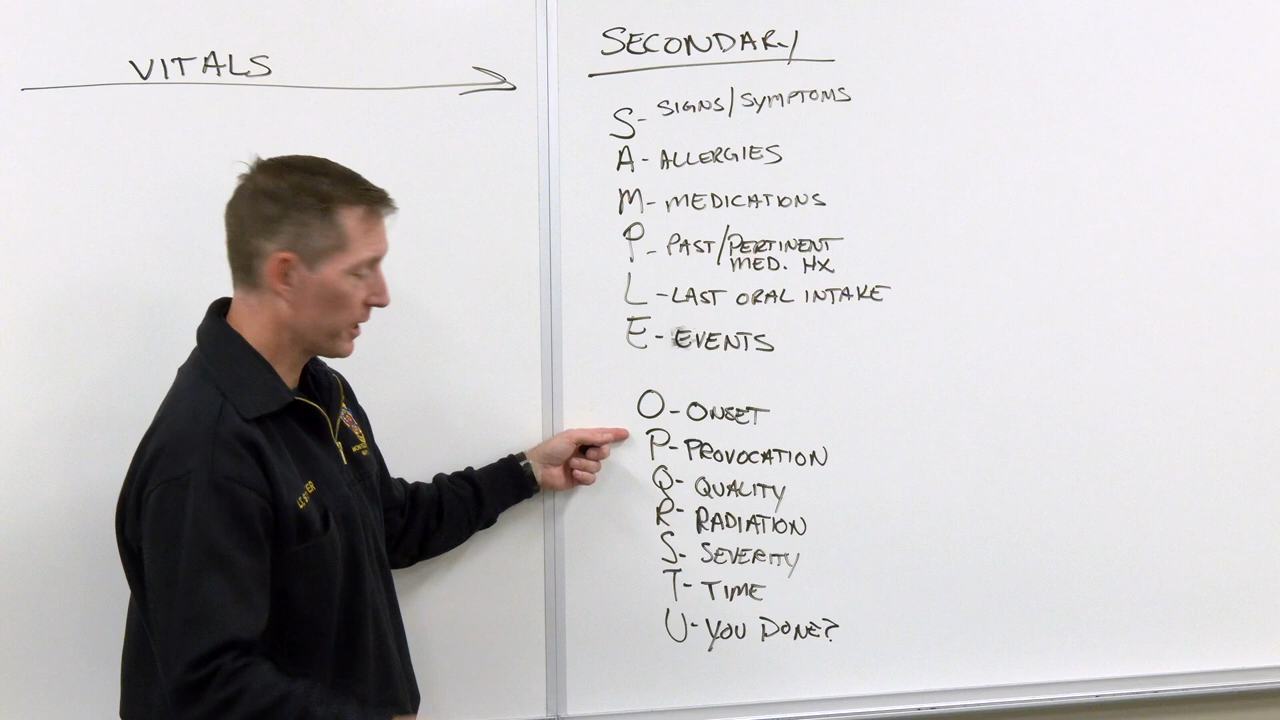 VITALS
SECONDARY
S- SIGNS/SYMPTOMS
A- ALLERGIES
M- MEDICATIONS
P- PAST/PERTINENT
MED. HX
L-LAST ORAL INTAKE
E- EVENTS
O-ONSET
P-PROVOCATION
Q- QUALITY
R- RADIATION
S- SEVERITY
T- TIME
U-YOU DONE?